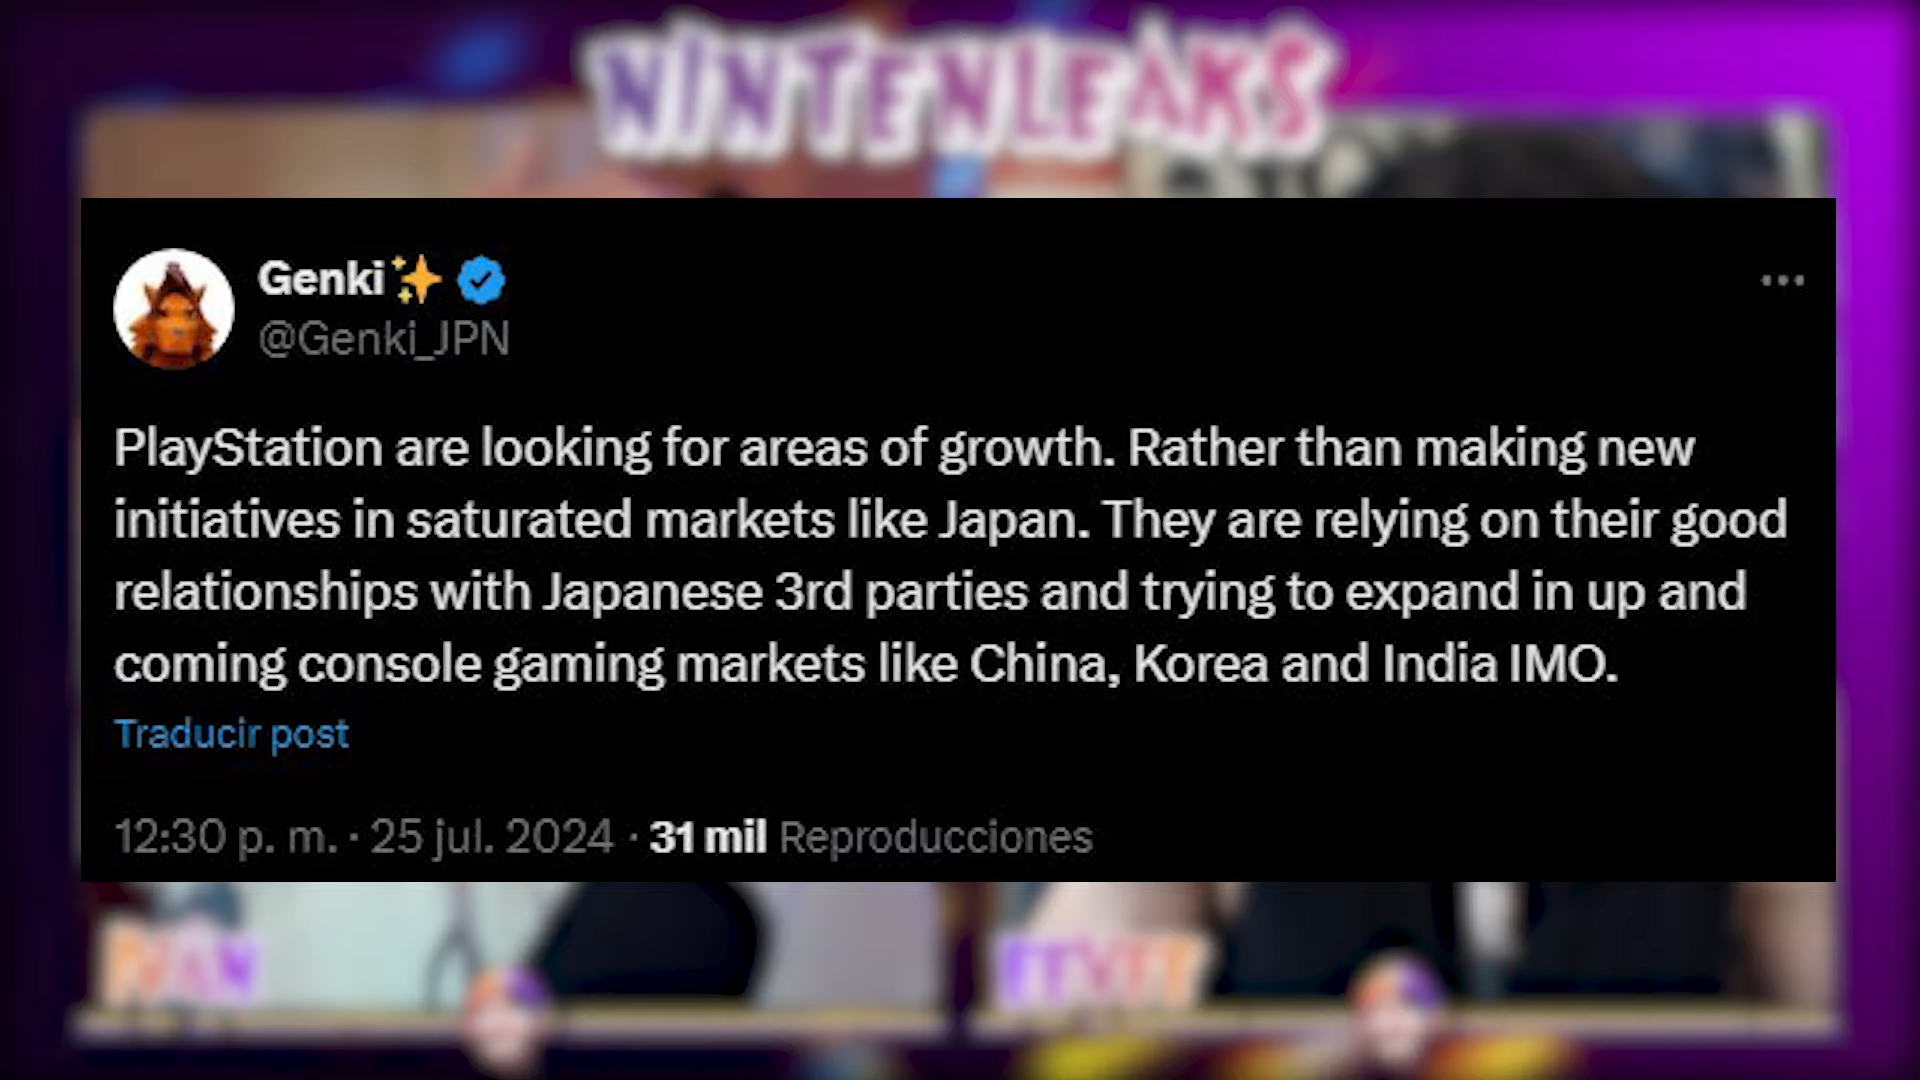 NINTENLEAKS
Genki✨
@Genki_JPN
PlayStation are looking for areas of growth. Rather than making new
initiatives in saturated markets like Japan. They are relying on their good
relationships with Japanese 3rd parties and trying to expand in up and
coming console gaming markets like China, Korea and India IMO.
Traducir post
12:30 p. m. · 25 jul. 2024 · 31 mil Reproducciones